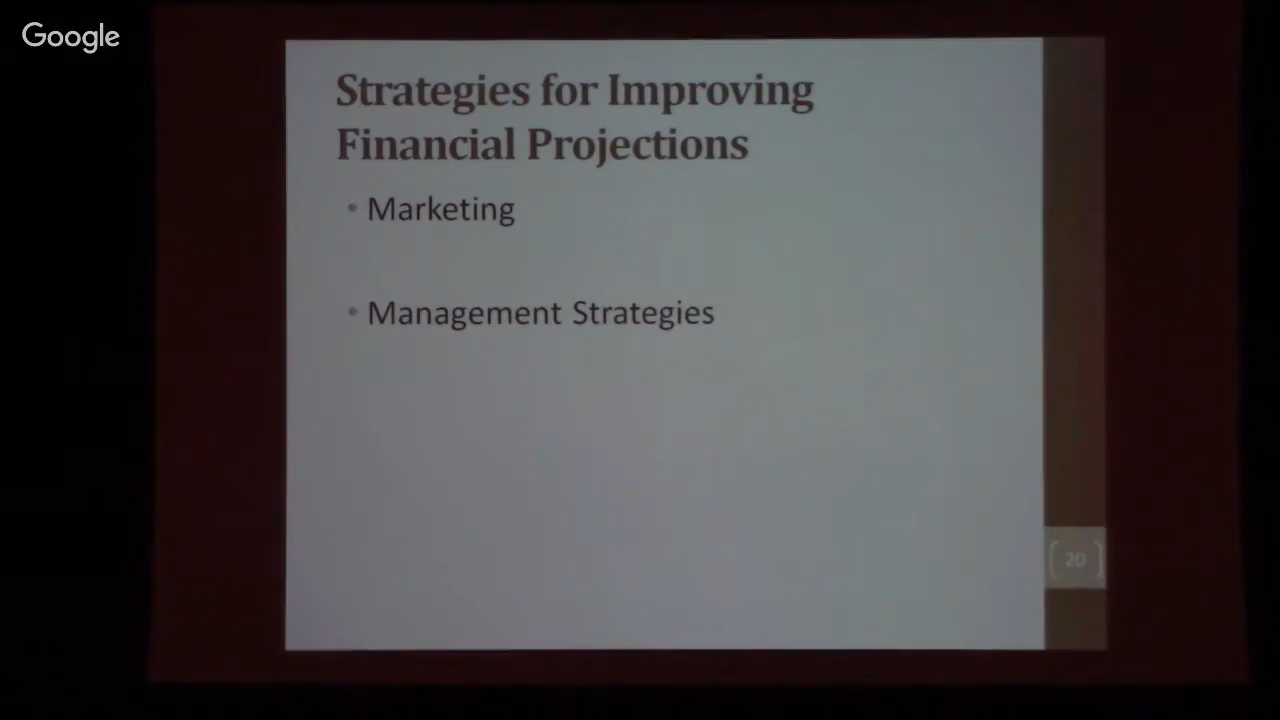 Google
Strategies for Improving
Financial Projections
• Marketing
• Management Strategies
[ 20 ]